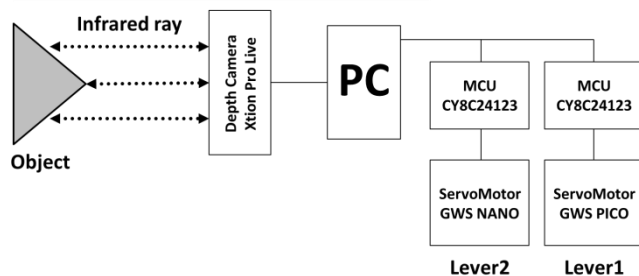 Infrared ray
Object
Depth Camera
Xtion Pro Live
PC
MCU
CY8C24123
MCU
CY8C24123
ServoMotor
GWS NANO
ServoMotor
GWS PICO
Lever2
Lever1